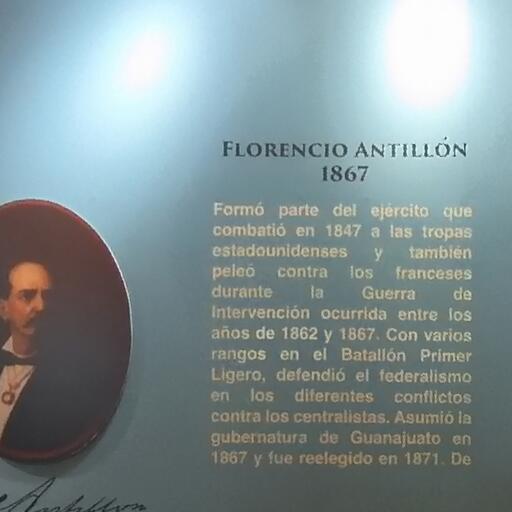 FLORENCIO ANTILLÓN
1867
Formó parte del ejército que
combatió en 1847 a las tropas
estadounidenses y también
peleó contra los franceses
durante la Guerra de
Intervención ocurrida entre los
años de 1862 y 1867. Con varios
rangos en el Batallón Primer
Ligero, defendió el federalismo
en los diferentes conflictos
contra los centralistas. Asumió la
gubernatura de Guanajuato en
1867 y fue reelegido en 1871. De
Antillon